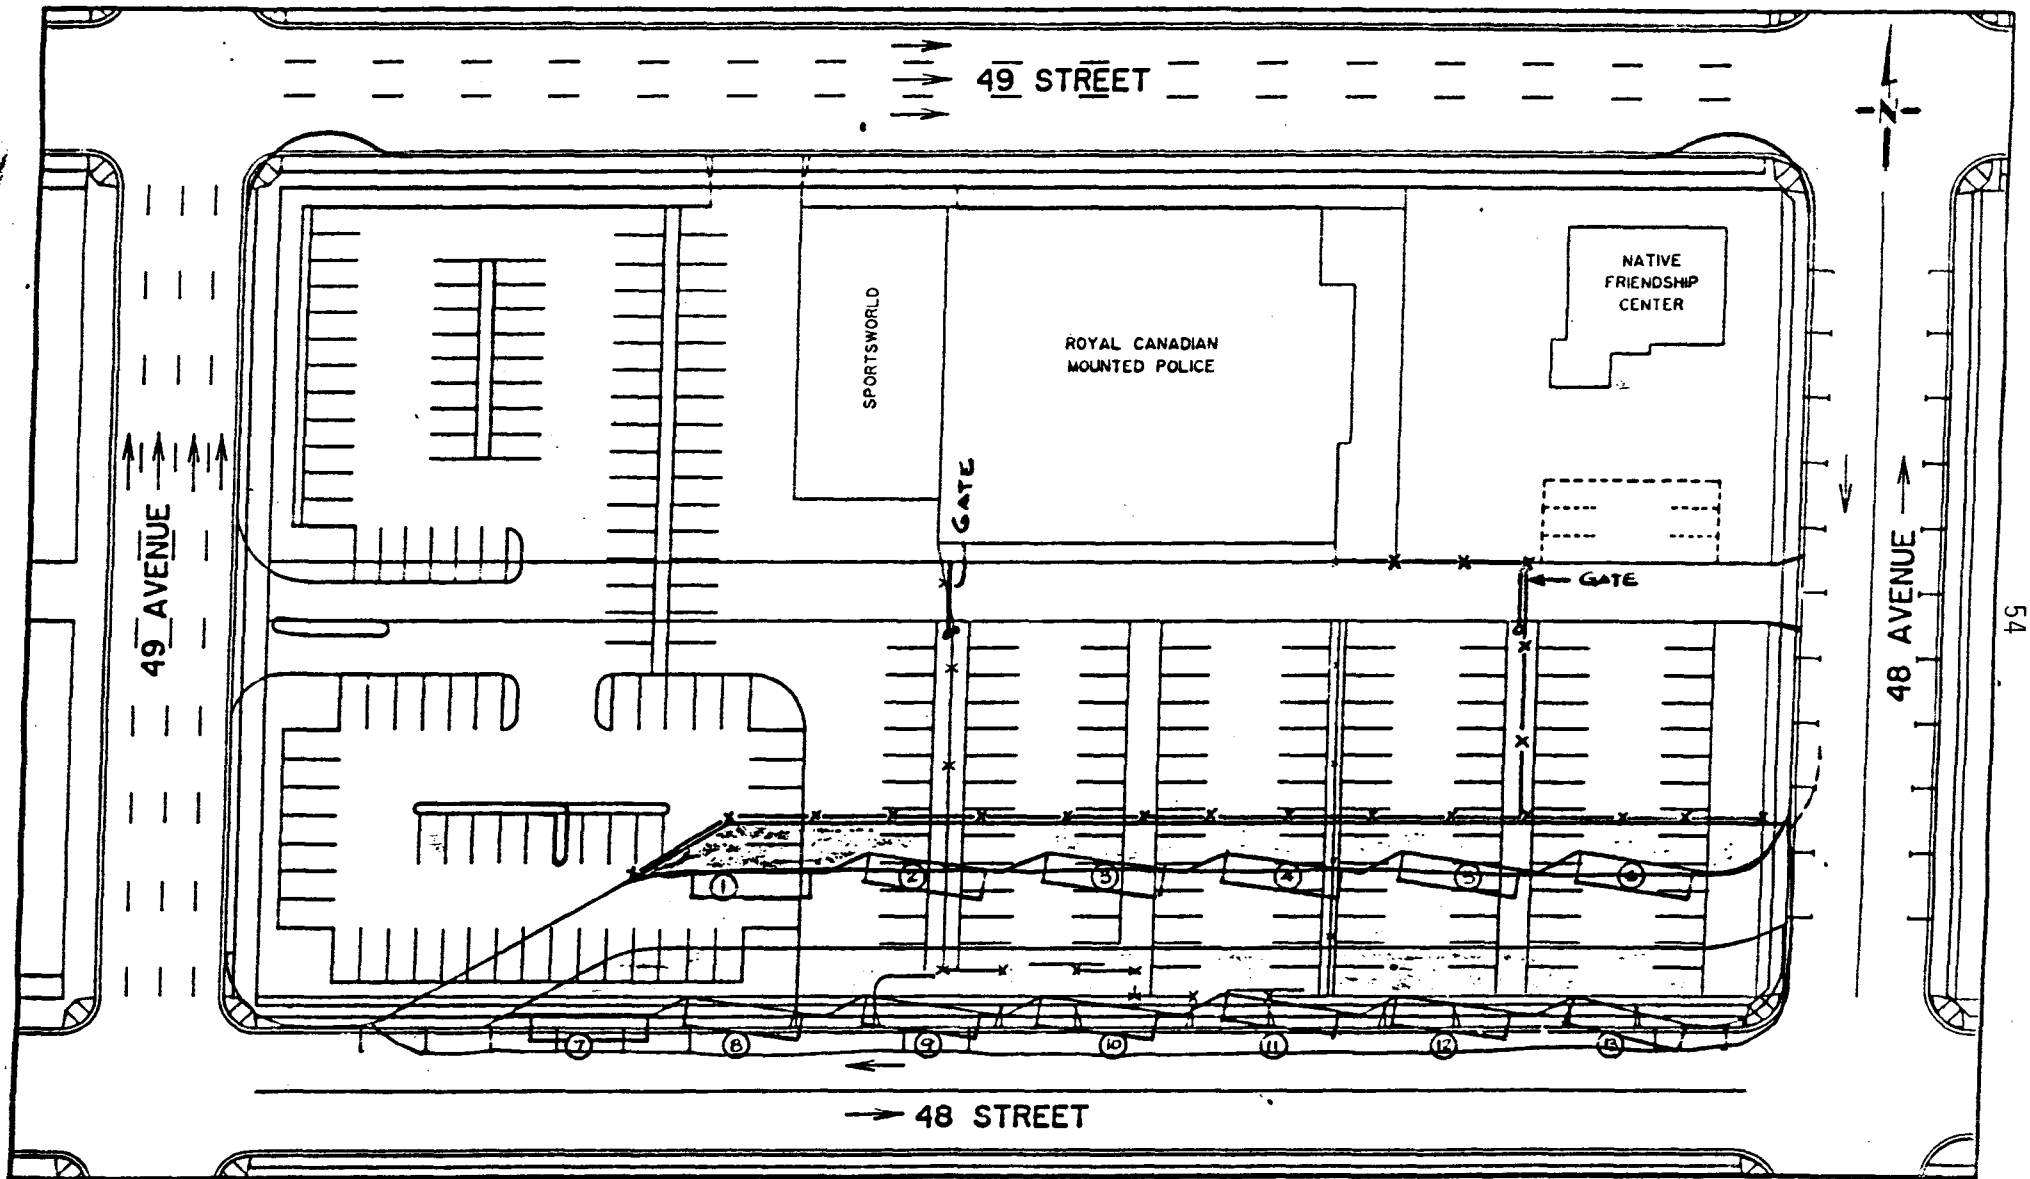 49 STREET
N
NATIVE
FRIENDSHIP
CENTER
SPORTSWORLD
ROYAL CANADIAN
MOUNTED POLICE
GATE
GATE
49 AVENUE
48 AVENUE
54
1
2
3
4
5
6
7
8
9
10
11
12
13
48 STREET